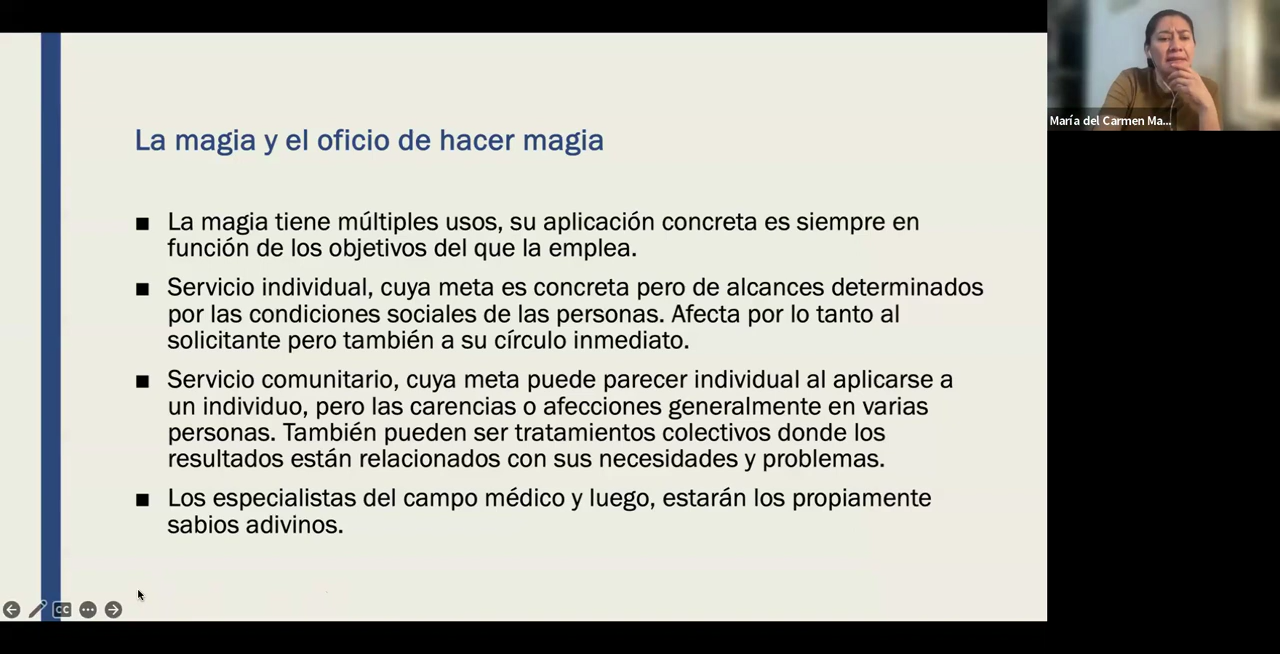 La magia y el oficio de hacer magia
■ La magia tiene múltiples usos, su aplicación concreta es siempre en
función de los objetivos del que la emplea.
■ Servicio individual, cuya meta es concreta pero de alcances determinados
por las condiciones sociales de las personas. Afecta por lo tanto al
solicitante pero también a su círculo inmediato.
■ Servicio comunitario, cuya meta puede parecer individual al aplicarse a
un individuo, pero las carencias o afecciones generalmente en varias
personas. También pueden ser tratamientos colectivos donde los
resultados están relacionados con sus necesidades y problemas.
■ Los especialistas del campo médico y luego, estarán los propiamente
sabios adivinos.
María del Carmen Ma...
CC